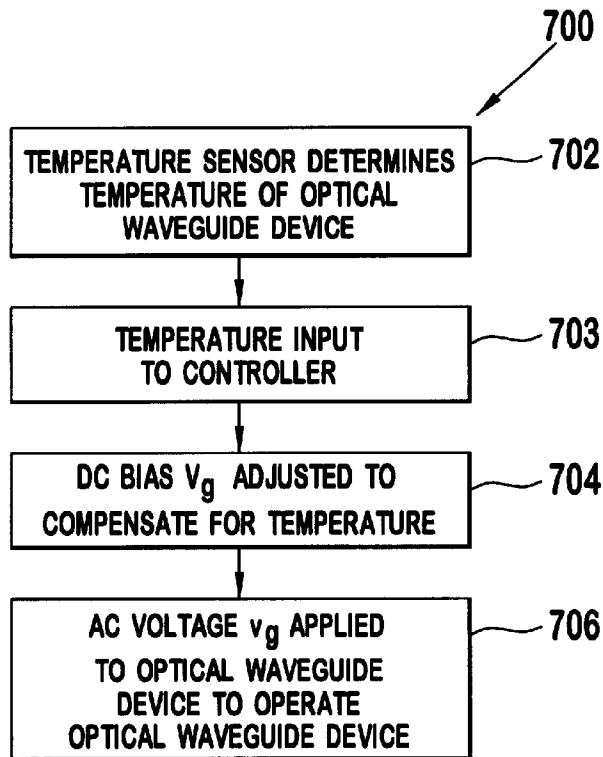 700
TEMPERATURE SENSOR DETERMINES
TEMPERATURE OF OPTICAL
WAVEGUIDE DEVICE
702
TEMPERATURE INPUT
TO CONTROLLER
703
DC BIAS Vg ADJUSTED TO
COMPENSATE FOR TEMPERATURE
704
AC VOLTAGE vg APPLIED
TO OPTICAL WAVEGUIDE
DEVICE TO OPERATE
OPTICAL WAVEGUIDE DEVICE
706